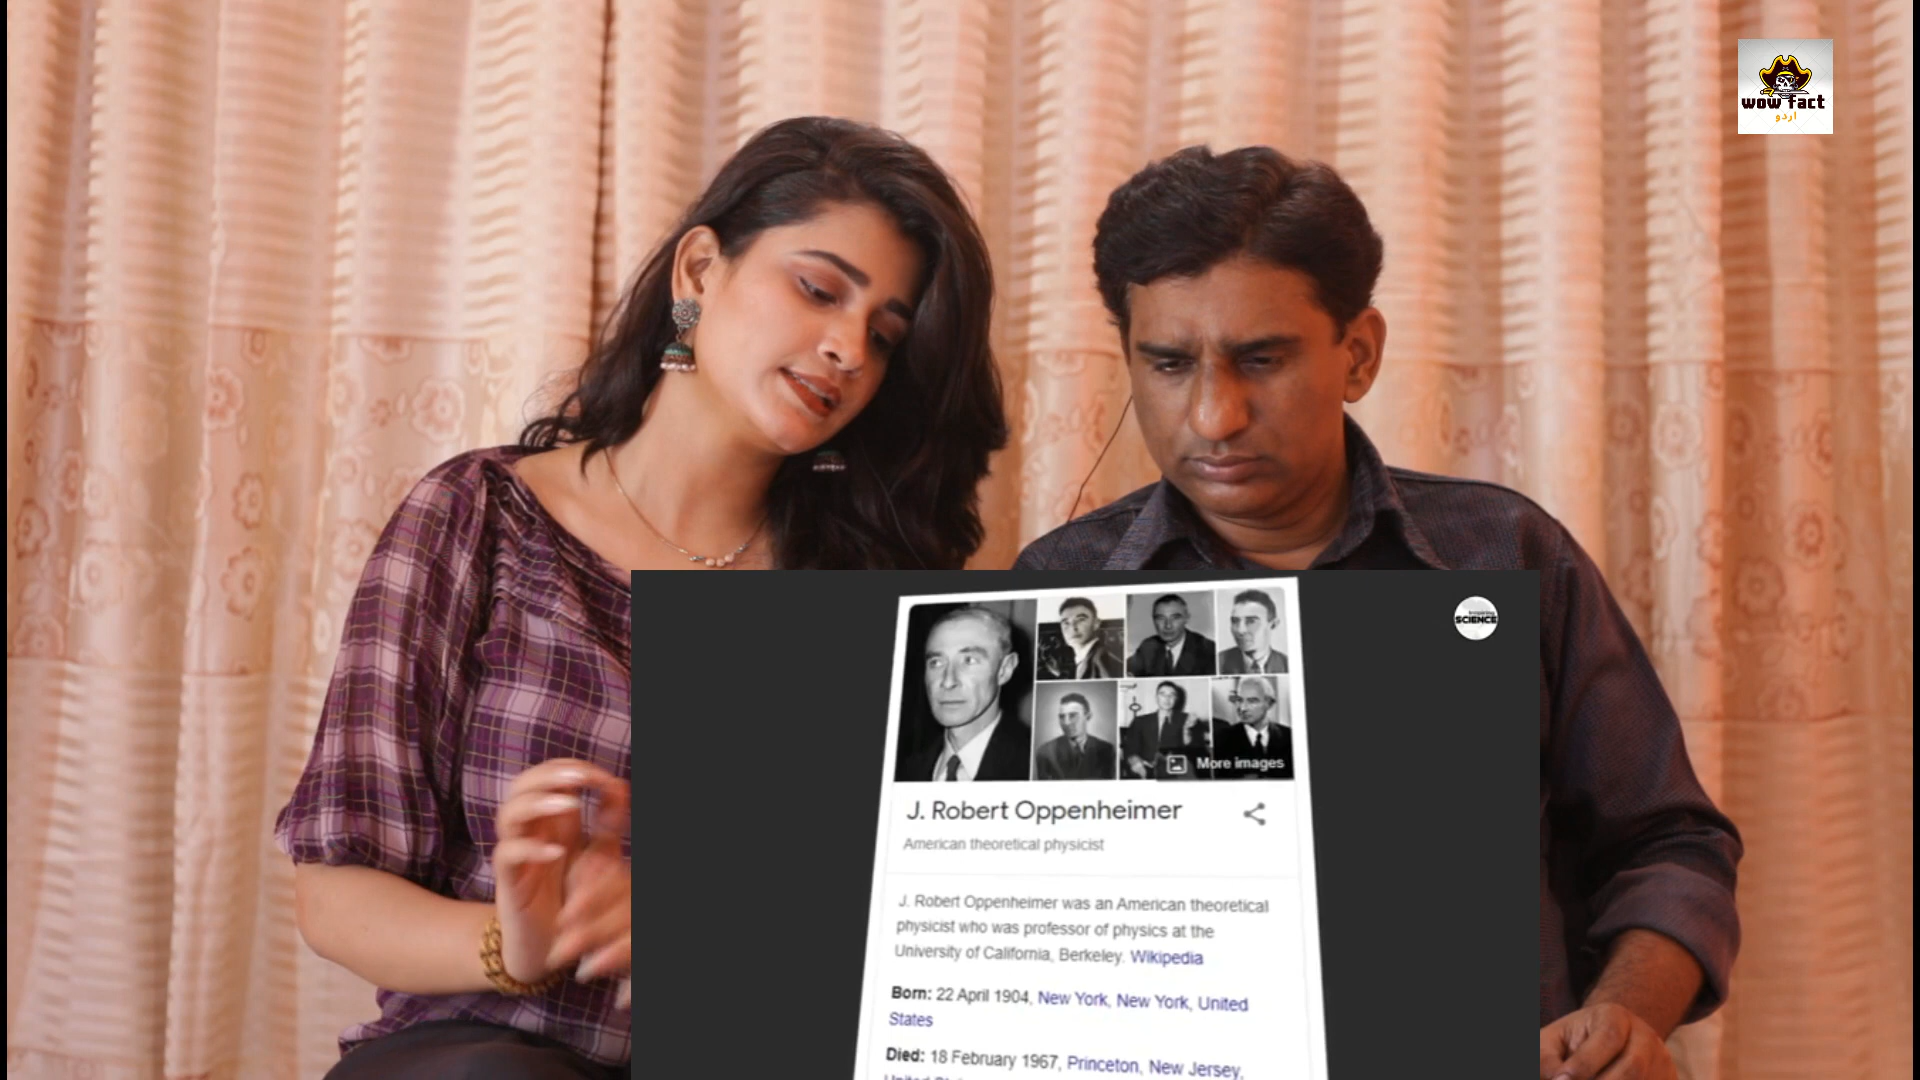 wow fact
اردو
SCIENCE
More images
J. Robert Oppenheimer
American theoretical physicist
J. Robert Oppenheimer was an American theoretical
physicist who was professor of physics at the
University of California, Berkeley. Wikipedia
Born: 22 April 1904, New York, New York, United
States
Died: 18 February 1967, Princeton, New Jersey,